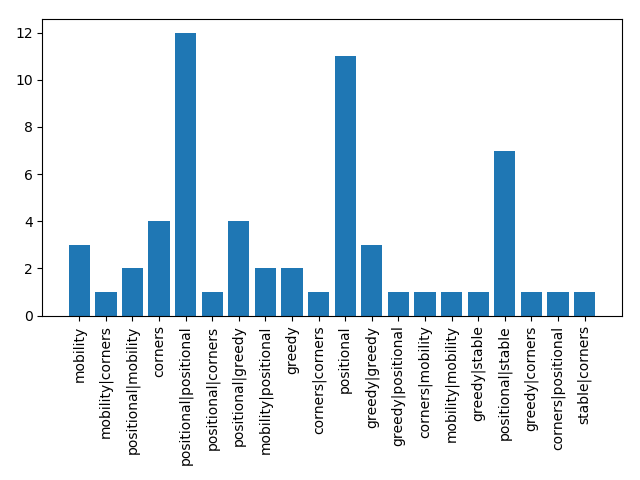 12
10
8
6
4
2
0
mobility
mobility|corners
positional|mobility
corners
positional|positional
positional|corners
positional|greedy
mobility|positional
greedy
corners|corners
positional
greedy|greedy
greedy|positional
corners|mobility
mobility|mobility
greedy|stable
positional|stable
greedy|corners
corners|positional
stable|corners